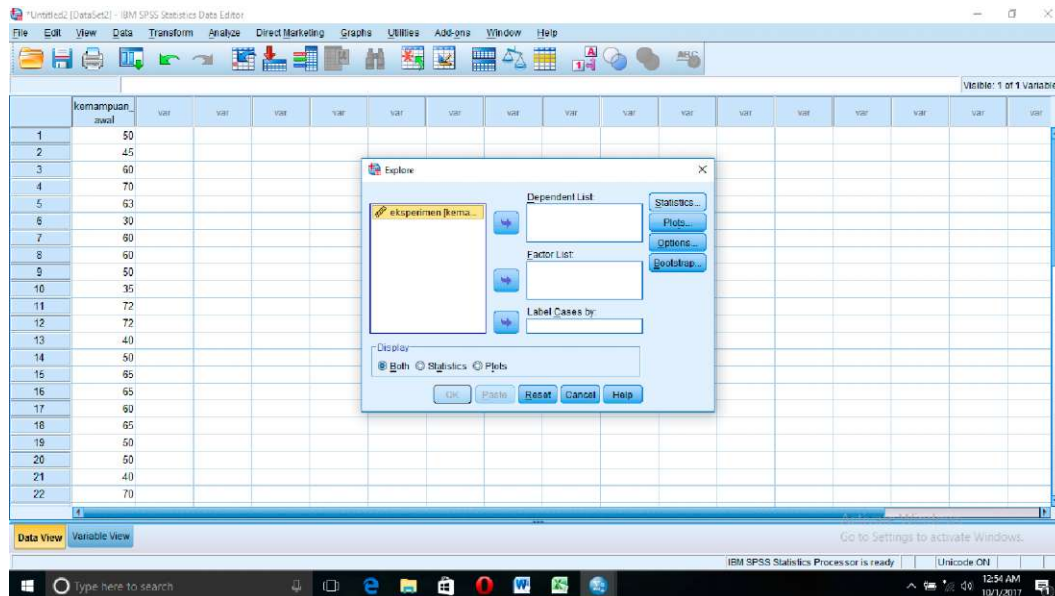 *Untitled2 [DataSet2] - IBM SPSS Statistics Data Editor
File Edit View Data Transform Analyze Direct Marketing Graphs Utilities Add-ons Window Help
Visible: 1 of 1 Variable
kemampuan_awal var var var var var var var var var var var var var var var
1 50
2 45
3 60
4 70
5 63
6 30
7 60
8 60
9 50
10 35
11 72
12 72
13 40
14 50
15 65
16 65
17 60
18 65
19 50
20 50
21 40
22 70
Explore
eksperimen [kema...
Dependent List:
Factor List:
Label Cases by:
Statistics...
Plots...
Options...
Bootstrap...
Display
Both Statistics Plots
OK Paste Reset Cancel Help
Data View Variable View
Go to Settings to activate Windows.
IBM SPSS Statistics Processor is ready Unicode:ON
Type here to search
12:54 AM
10/1/2017